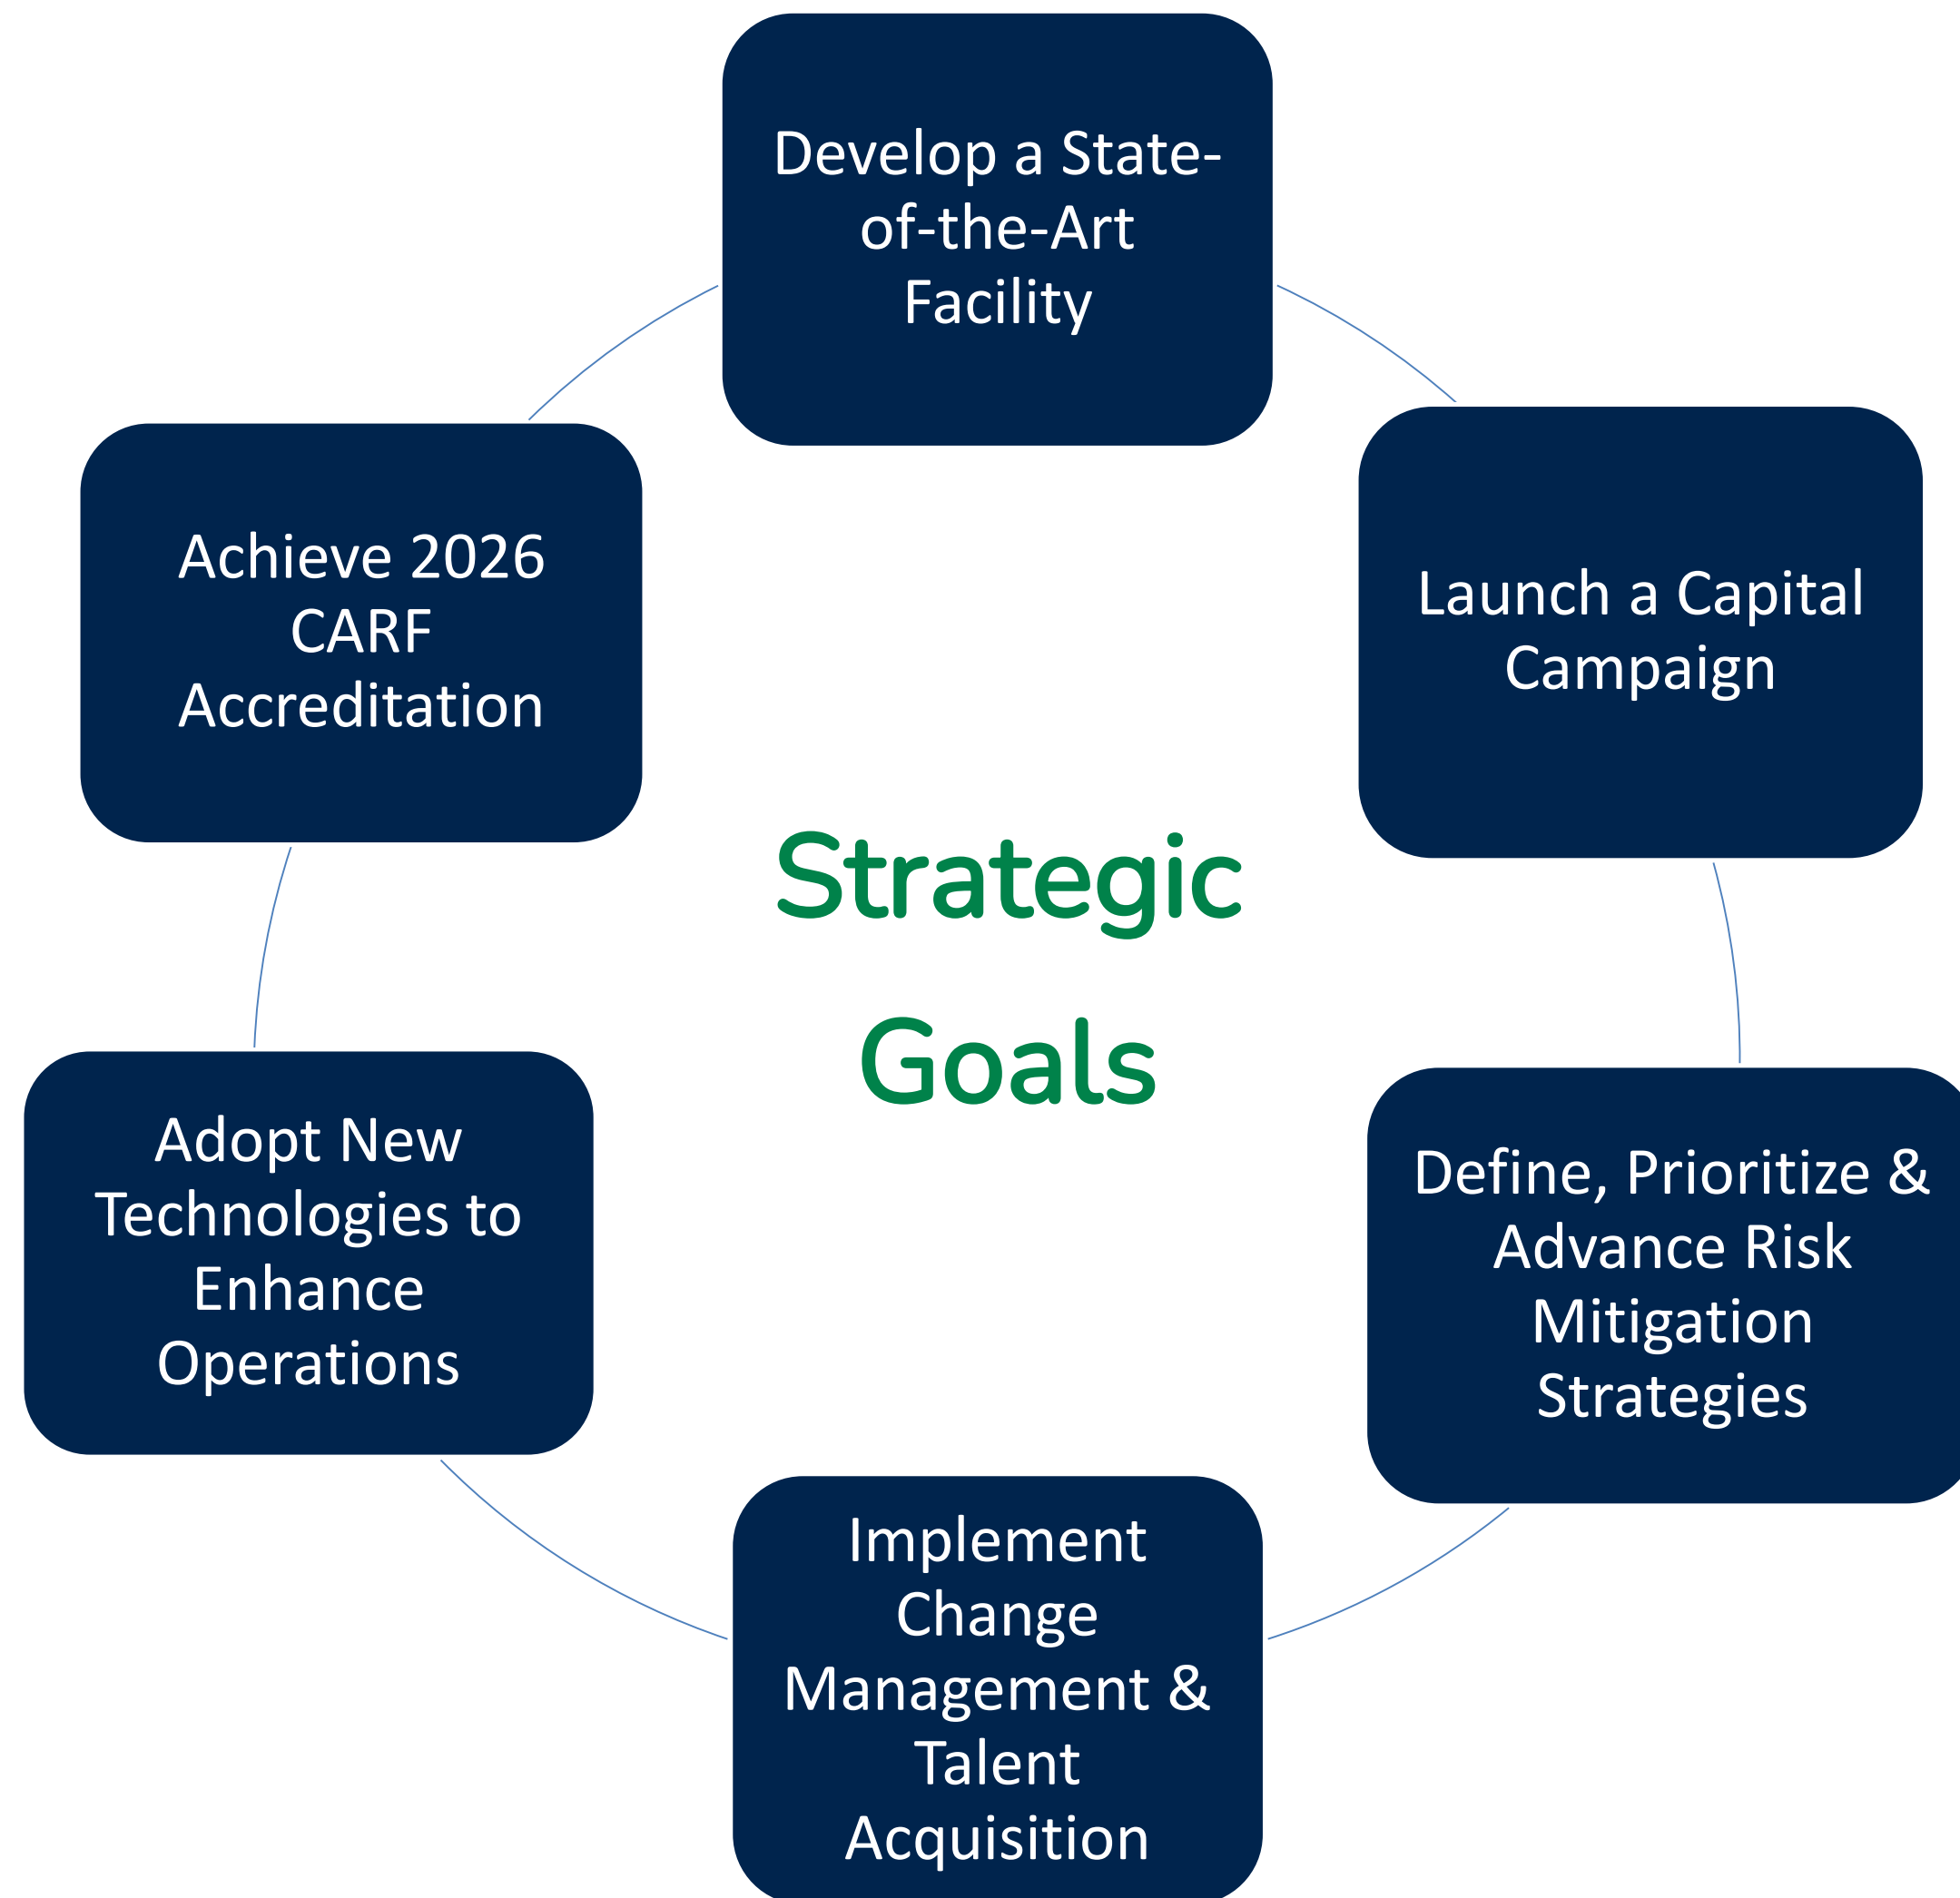 Develop a State-
of-the-Art
Facility
Launch a Capital
Campaign
Define, Prioritize &
Advance Risk
Mitigation
Strategies
Implement
Change
Management &
Talent
Acquisition
Adopt New
Technologies to
Enhance
Operations
Achieve 2026
CARF
Accreditation
Strategic
Goals